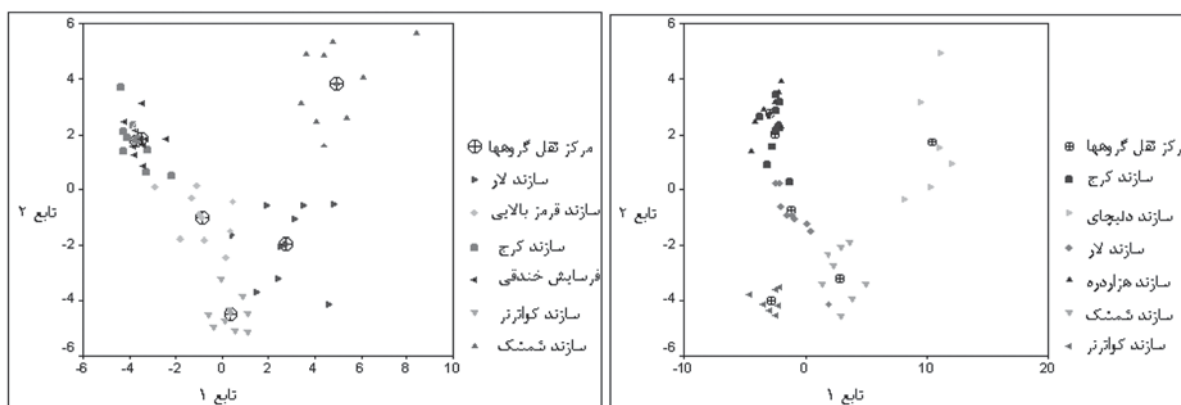 6
4
2
0
-2
-4
-6
تابع ۲
-6
-4
-2
0
2
4
6
8
10
تابع ۱
مرکز ثقل گروهها
سازند لار
سازند قرمز بالایی
سازند کرج
فرسایش خندقی
سازند کواترنر
سازند شمشک
6
4
2
0
-2
-4
-6
تابع ۲
-10
0
10
20
تابع ۱
مرکز ثقل گروهها
سازند کرج
سازند دلیچای
سازند لار
سازند هزاردره
سازند شمشک
سازند کواترنر